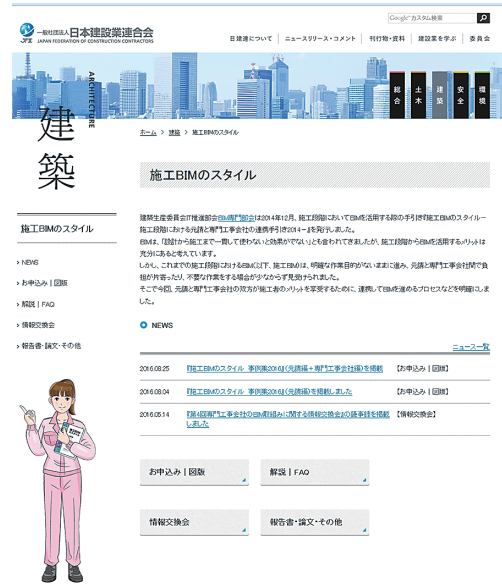 Google カスタム検索
一般社団法人 日本建設業連合会
JAPAN FEDERATION OF CONSTRUCTION CONTRACTORS
日建連について
ニュースリリース・コメント
刊行物・資料
建設業を学ぶ
委員会
ARCHITECTURE
建築
総合
土木
建築
安全
環境
ホーム > 建築 > 施工BIMのスタイル
施工BIMのスタイル
施工BIMのスタイル
› NEWS
› お申込み | 図版
› 解説 | FAQ
› 情報交換会
› 報告書・論文・その他
建築生産委員会IT推進部会BIM専門部会は2014年12月、施工段階においてBIMを活用する際の手引き『施工BIMのスタイル－
施工段階における元請と専門工事会社の連携手引き2014－』を発行しました。
BIMは、「設計から施工まで一貫して使わないと効果がでない」とも言われてきましたが、施工段階からBIMを活用するメリットは
充分にあると考えています。
しかし、これまでの施工段階におけるBIM（以下、施工BIM）は、明確な作業目的がないままに進み、元請と専門工事会社間で負
担が片寄ったり、不要な作業をする場合が少なからず見受けられました。
そこで今回、元請と専門工事会社の双方が施工者のメリットを享受するために、連携してBIMを進めるプロセスなどを明確にしま
した。
NEWS
ニュース一覧
2016.08.25 『施工BIMのスタイル 事例集2016』（元請編＋専門工事会社編）を掲載 【お申込み | 図版】
2016.08.04 『施工BIMのスタイル 事例集2016』（元請編）を掲載しました 【お申込み | 図版】
2016.05.14 『第4回専門工事会社のBIM取組みに関する情報交換会』の議事録を掲載 【情報交換会】
しました
お申込み | 図版
解説 | FAQ
情報交換会
報告書・論文・その他